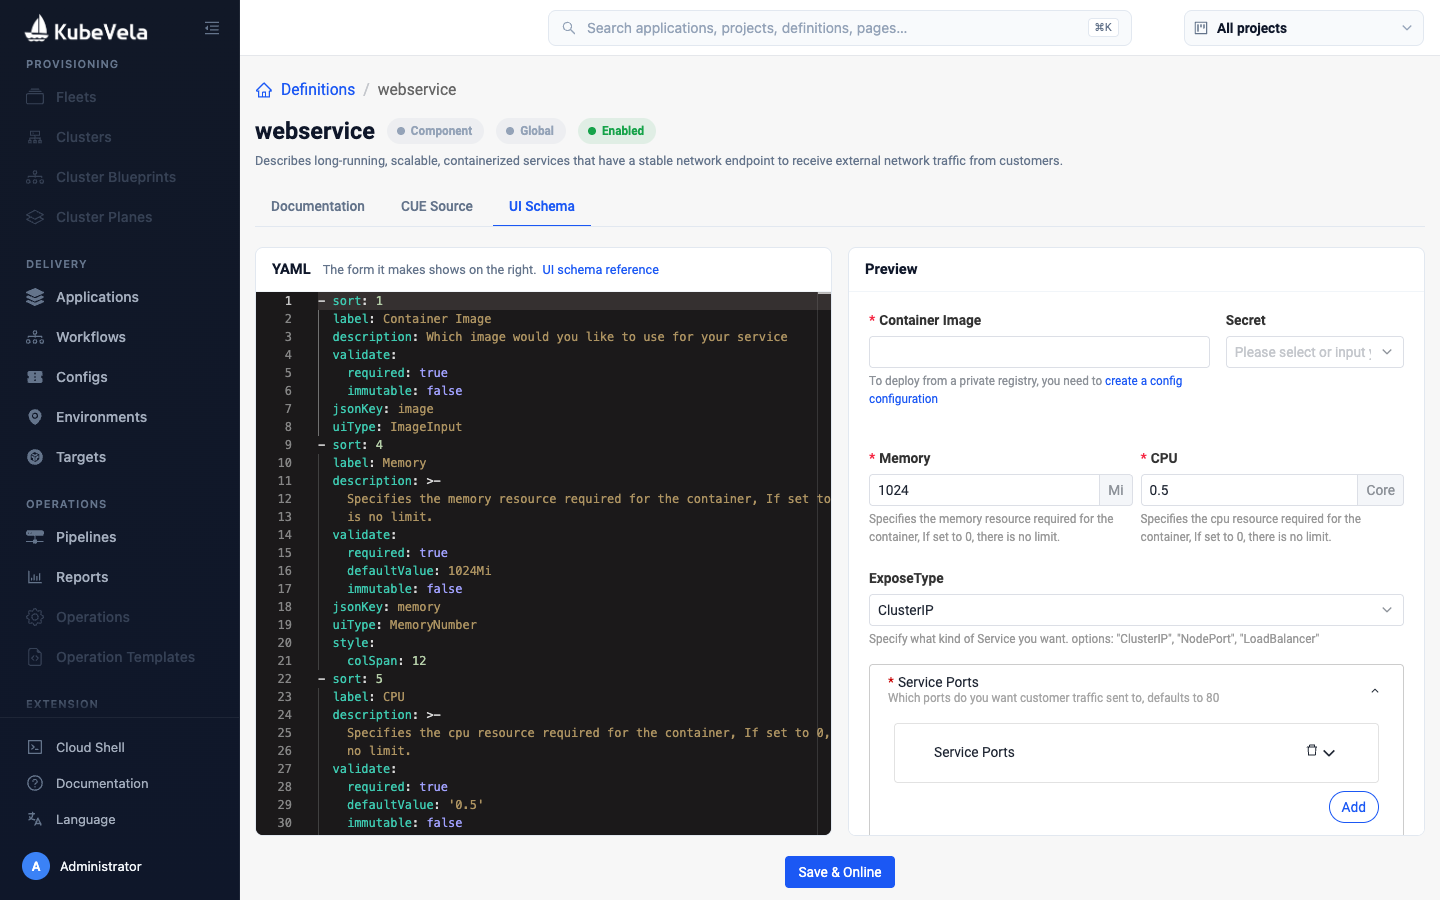 KubeVela
Search applications, projects, definitions, pages...
⌘K
All projects
PROVISIONING
Fleets
Clusters
Cluster Blueprints
Cluster Planes
DELIVERY
Applications
Workflows
Configs
Environments
Targets
OPERATIONS
Pipelines
Reports
Operations
Operation Templates
EXTENSION
Cloud Shell
Documentation
Language
A Administrator
Definitions / webservice
webservice Component Global Enabled
Describes long-running, scalable, containerized services that have a stable network endpoint to receive external network traffic from customers.
Documentation CUE Source UI Schema
YAML The form it makes shows on the right. UI schema reference
1 - sort: 1
2 label: Container Image
3 description: Which image would you like to use for your service
4 validate:
5 required: true
6 immutable: false
7 jsonKey: image
8 uiType: ImageInput
9 - sort: 4
10 label: Memory
11 description: >-
12 Specifies the memory resource required for the container, If set to
13 is no limit.
14 validate:
15 required: true
16 defaultValue: 1024Mi
17 immutable: false
18 jsonKey: memory
19 uiType: MemoryNumber
20 style:
21 colSpan: 12
22 - sort: 5
23 label: CPU
24 description: >-
25 Specifies the cpu resource required for the container, If set to 0,
26 no limit.
27 validate:
28 required: true
29 defaultValue: '0.5'
30 immutable: false
Preview
* Container Image
Secret
Please select or input
To deploy from a private registry, you need to create a config
configuration
* Memory
1024 Mi
Specifies the memory resource required for the
container, If set to 0, there is no limit.
* CPU
0.5 Core
Specifies the cpu resource required for the
container, If set to 0, there is no limit.
ExposeType
ClusterIP
Specify what kind of Service you want. options: "ClusterIP", "NodePort", "LoadBalancer"
* Service Ports
Which ports do you want customer traffic sent to, defaults to 80
Service Ports
Add
Save & Online